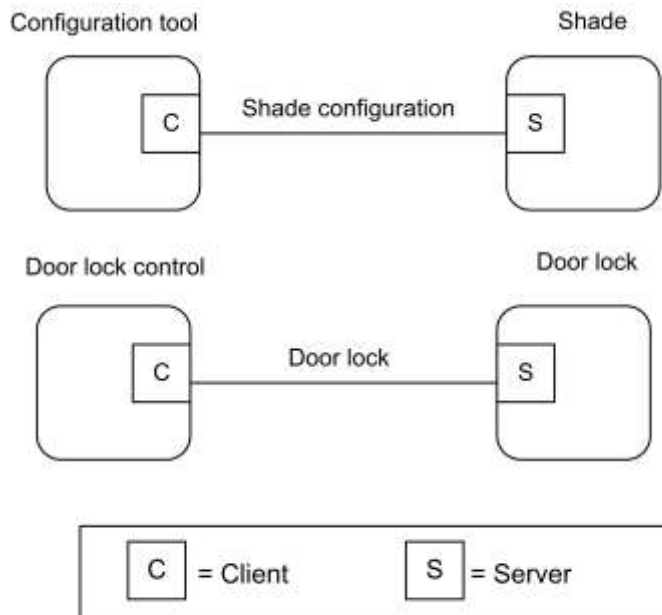 Configuration tool
Shade
C
Shade configuration
S
Door lock control
Door lock
C
Door lock
S
C = Client
S = Server